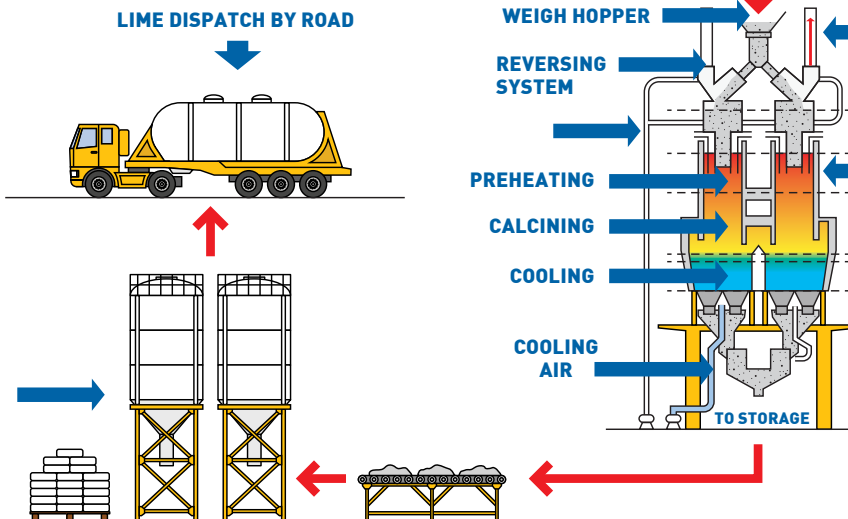 LIME DISPATCH BY ROAD
WEIGH HOPPER
REVERSING
SYSTEM
PREHEATING
CALCINING
COOLING
COOLING
AIR
TO STORAGE